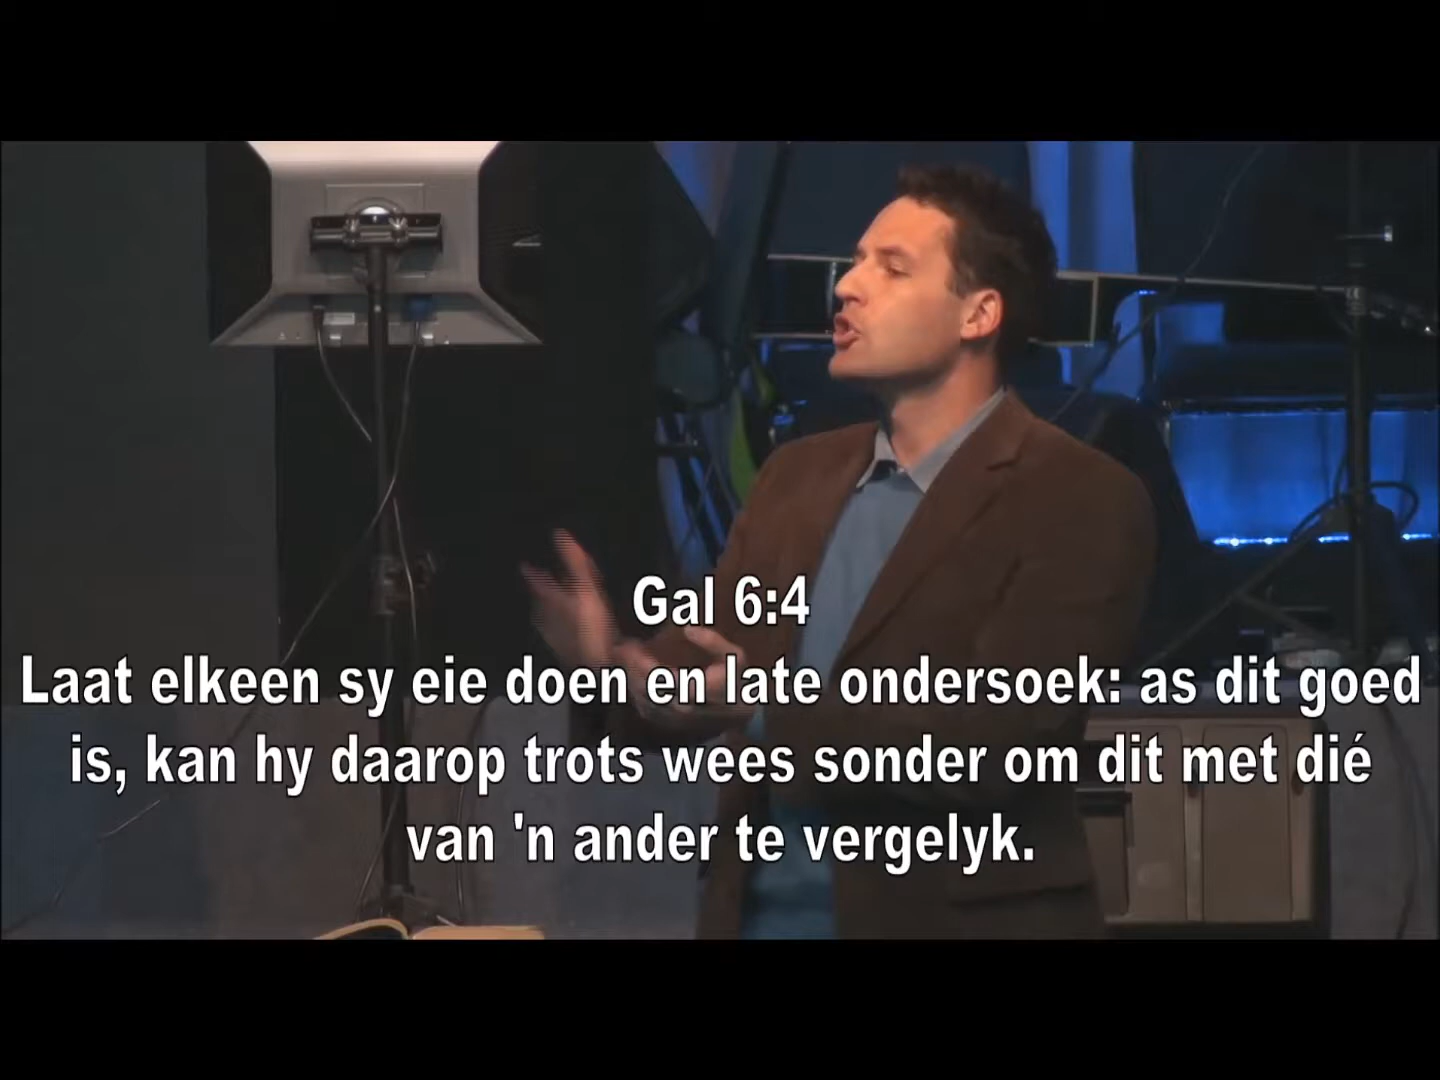 Gal 6:4
Laat elkeen sy eie doen en late ondersoek: as dit goed
is, kan hy daarop trots wees sonder om dit met dié
van 'n ander te vergelyk.